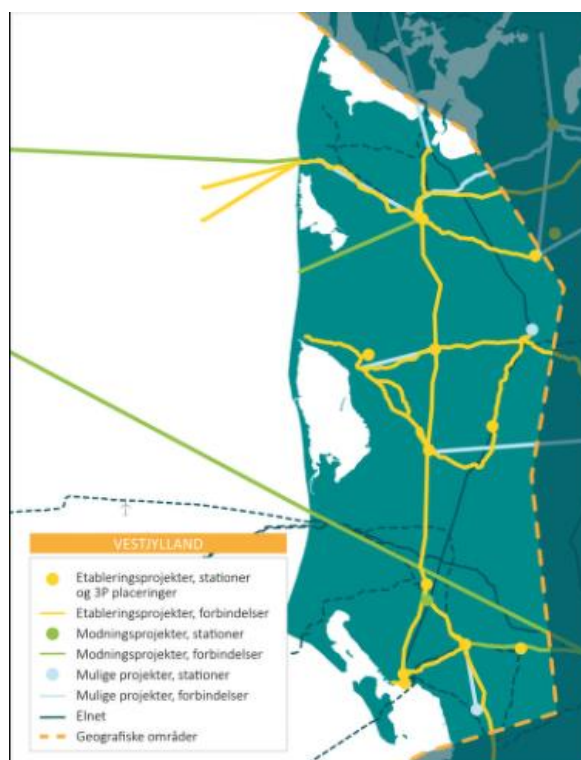 VESTJYLLAND
Etableringsprojekter, stationer
og 3P placeringer
Etableringsprojekter, forbindelser
Modningsprojekter, stationer
Modningsprojekter, forbindelser
Mulige projekter, stationer
Mulige projekter, forbindelser
Elnet
Geografiske områder